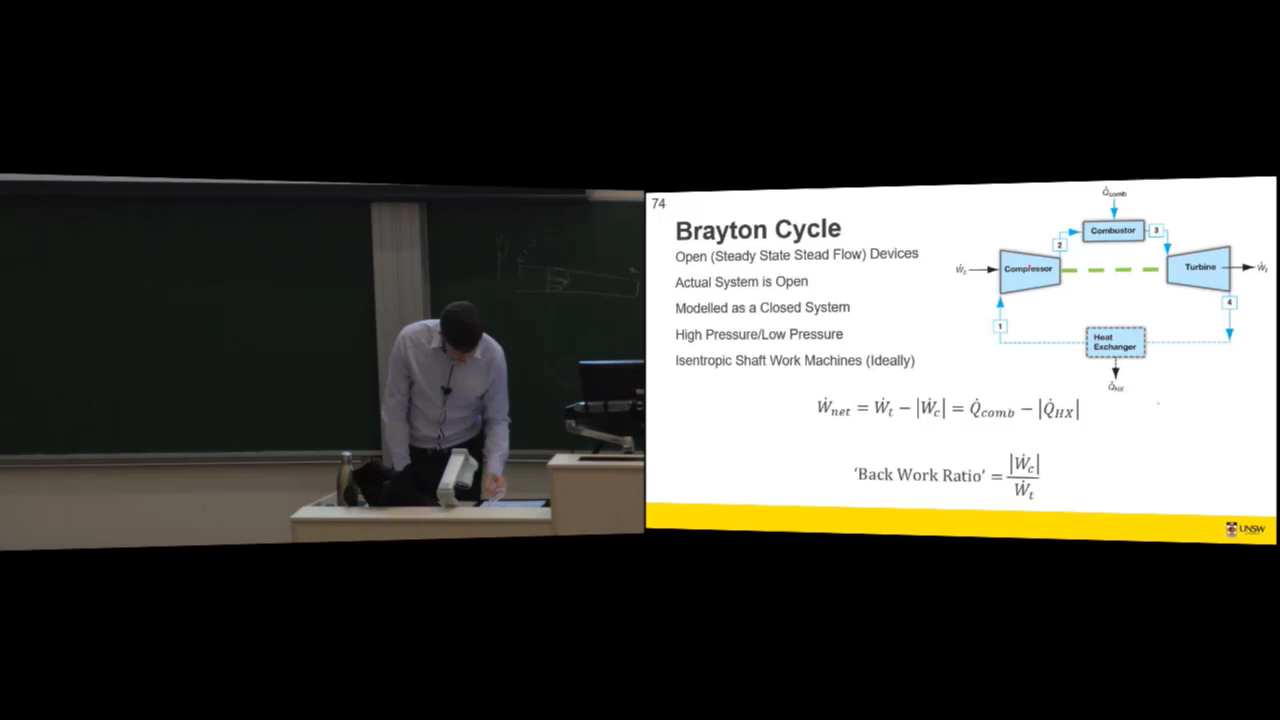 74
Brayton Cycle
Open (Steady State Stead Flow) Devices
Actual System is Open
Modelled as a Closed System
High Pressure/Low Pressure
Isentropic Shaft Work Machines (Ideally)
Q̇comb
Combustor
2
3
Ẇc
Compressor
Turbine
Ẇt
1
4
Heat
Exchanger
Q̇HX
Ẇnet = Ẇt − |Ẇc| = Q̇comb − |Q̇HX|
'Back Work Ratio' = |Ẇc| / Ẇt
UNSW